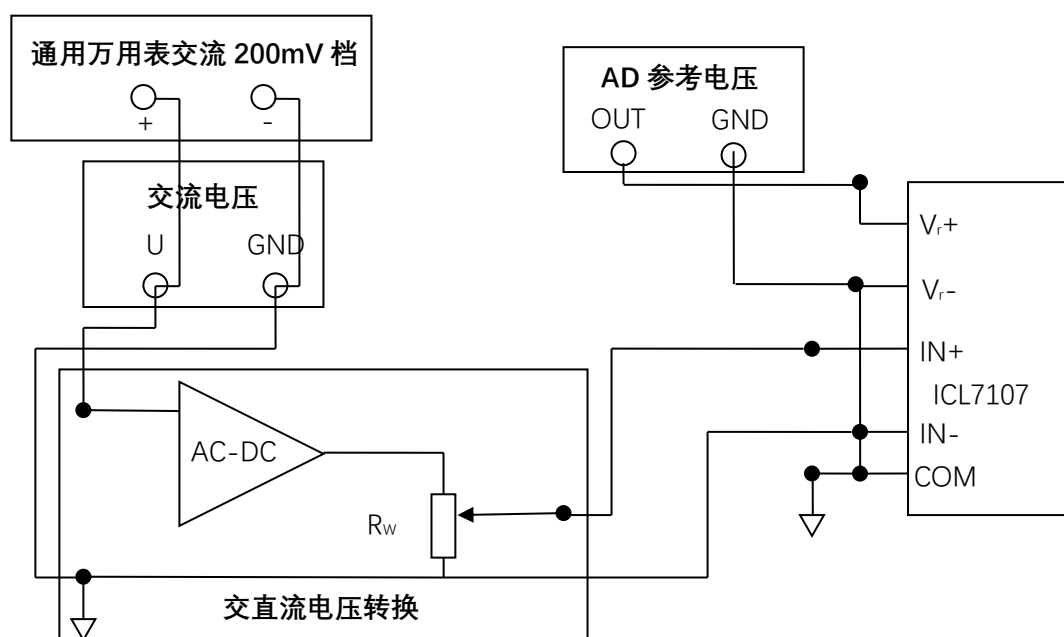 通用万用表交流 200mV 档
+ -
交流电压
U GND
AD 参考电压
OUT GND
Vr+
Vr-
IN+
ICL7107
IN-
COM
AC-DC
RW
交直流电压转换